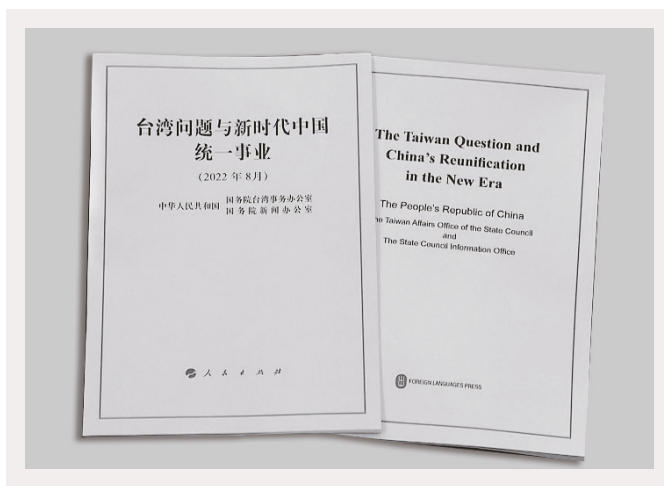 台湾问题与新时代中国
统一事业
(2022 年 8月)
中华人民共和国
国务院台湾事务办公室
国务院新闻办公室
人民出版社
The Taiwan Question and
China's Reunification
in the New Era
The People's Republic of China
he Taiwan Affairs Office of the State Council
and
The State Council Information Office
FOREIGN LANGUAGES PRESS